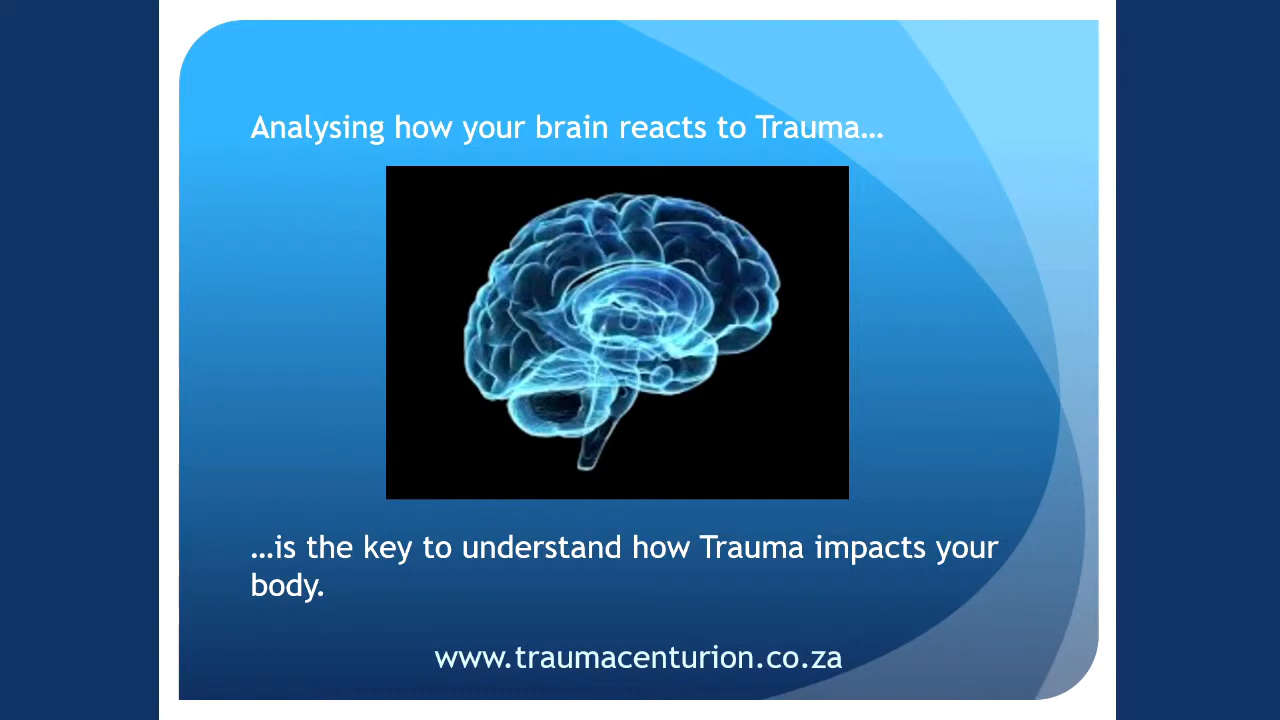 Analysing how your brain reacts to Trauma…
…is the key to understand how Trauma impacts your
body.
www.traumacenturion.co.za